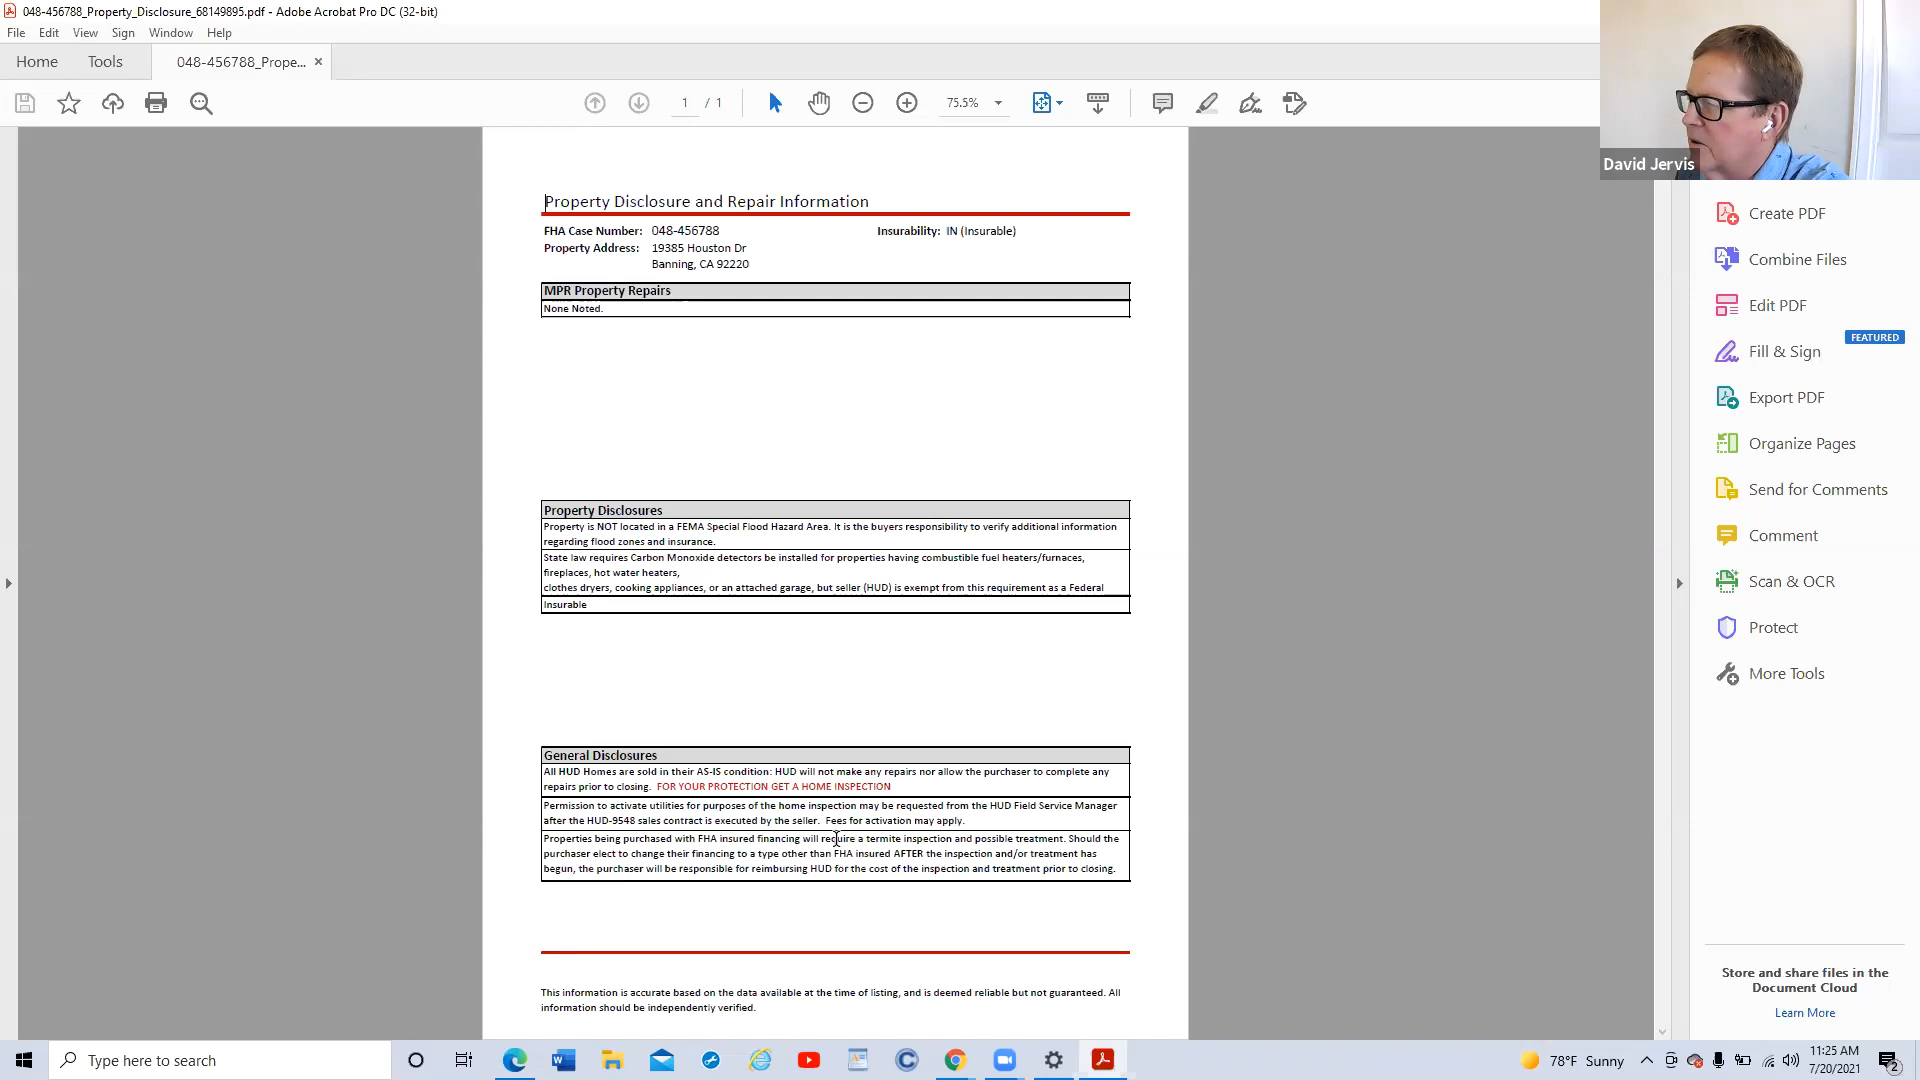 048-456788_Property_Disclosure_68149895.pdf - Adobe Acrobat Pro DC (32-bit)
File Edit View Sign Window Help
Home Tools 048-456788_Prope... ×
1 / 1 75.5%
David Jervis
Property Disclosure and Repair Information
FHA Case Number: 048-456788 Insurability: IN (Insurable)
Property Address: 19385 Houston Dr
Banning, CA 92220
MPR Property Repairs
None Noted.
Property Disclosures
Property is NOT located in a FEMA Special Flood Hazard Area. It is the buyers responsibility to verify additional information
regarding flood zones and insurance.
State law requires Carbon Monoxide detectors be installed for properties having combustible fuel heaters/furnaces,
fireplaces, hot water heaters,
clothes dryers, cooking appliances, or an attached garage, but seller (HUD) is exempt from this requirement as a Federal
Insurable
General Disclosures
All HUD Homes are sold in their AS-IS condition: HUD will not make any repairs nor allow the purchaser to complete any
repairs prior to closing. FOR YOUR PROTECTION GET A HOME INSPECTION
Permission to activate utilities for purposes of the home inspection may be requested from the HUD Field Service Manager
after the HUD-9548 sales contract is executed by the seller. Fees for activation may apply.
Properties being purchased with FHA insured financing will require a termite inspection and possible treatment. Should the
purchaser elect to change their financing to a type other than FHA insured AFTER the inspection and/or treatment has
begun, the purchaser will be responsible for reimbursing HUD for the cost of the inspection and treatment prior to closing.
This information is accurate based on the data available at the time of listing, and is deemed reliable but not guaranteed. All
information should be independently verified.
Create PDF
Combine Files
Edit PDF
FEATURED
Fill & Sign
Export PDF
Organize Pages
Send for Comments
Comment
Scan & OCR
Protect
More Tools
Store and share files in the
Document Cloud
Learn More
Type here to search
78°F Sunny
11:25 AM
7/20/2021
2